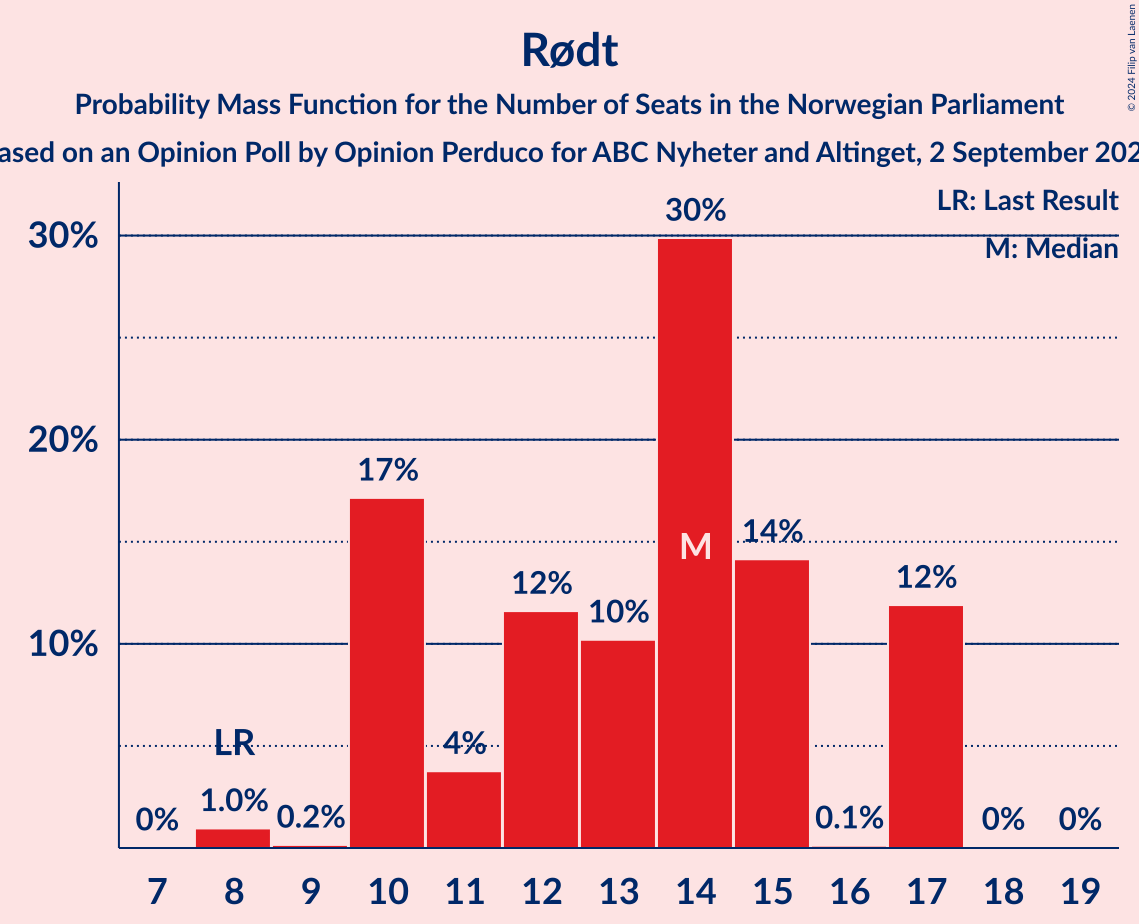 Rødt
Probability Mass Function for the Number of Seats in the Norwegian Parliament
ased on an Opinion Poll by Opinion Perduco for ABC Nyheter and Altinget, 2 September 202
© 2024 Filip van Laenen
LR: Last Result
M: Median
30%
20%
10%
0%
LR
1.0%
0.2%
17%
4%
12%
10%
30%
M
14%
0.1%
12%
0%
0%
7 8 9 10 11 12 13 14 15 16 17 18 19